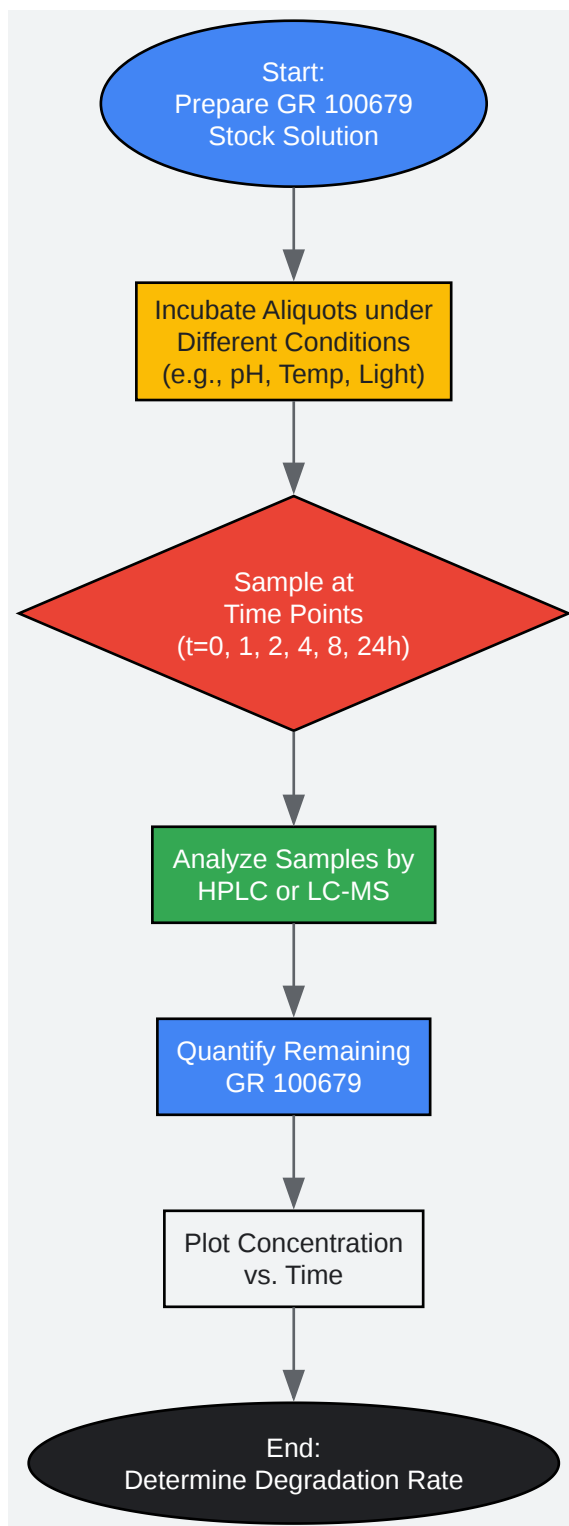 Start:
Prepare GR 100679
Stock Solution
Incubate Aliquots under
Different Conditions
(e.g., pH, Temp, Light)
Sample at
Time Points
(t=0, 1, 2, 4, 8, 24h)
Analyze Samples by
HPLC or LC-MS
Quantify Remaining
GR 100679
Plot Concentration
vs. Time
End:
Determine Degradation Rate